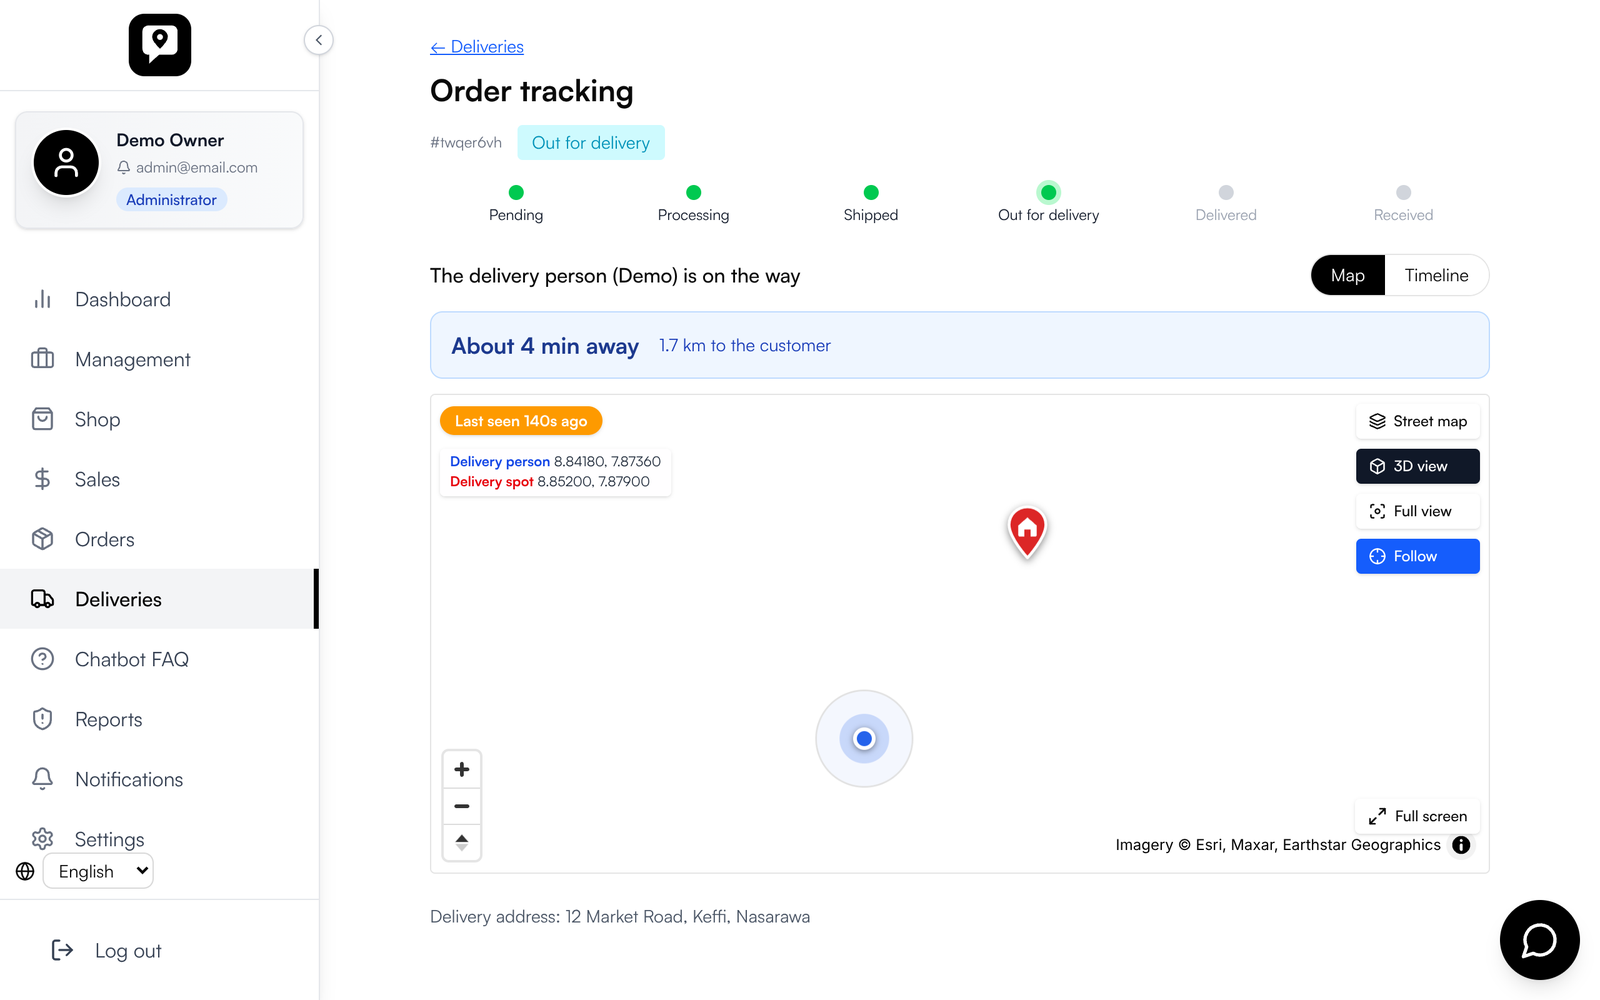 Demo Owner
admin@email.com
Administrator
Dashboard
Management
Shop
Sales
Orders
Deliveries
Chatbot FAQ
Reports
Notifications
Settings
English
Log out
← Deliveries
Order tracking
#twqer6vh Out for delivery
Pending Processing Shipped Out for delivery Delivered Received
The delivery person (Demo) is on the way
Map Timeline
About 4 min away 1.7 km to the customer
Last seen 140s ago
Delivery person 8.84180, 7.87360
Delivery spot 8.85200, 7.87900
Street map
3D view
Full view
Follow
Full screen
Imagery © Esri, Maxar, Earthstar Geographics
Delivery address: 12 Market Road, Keffi, Nasarawa